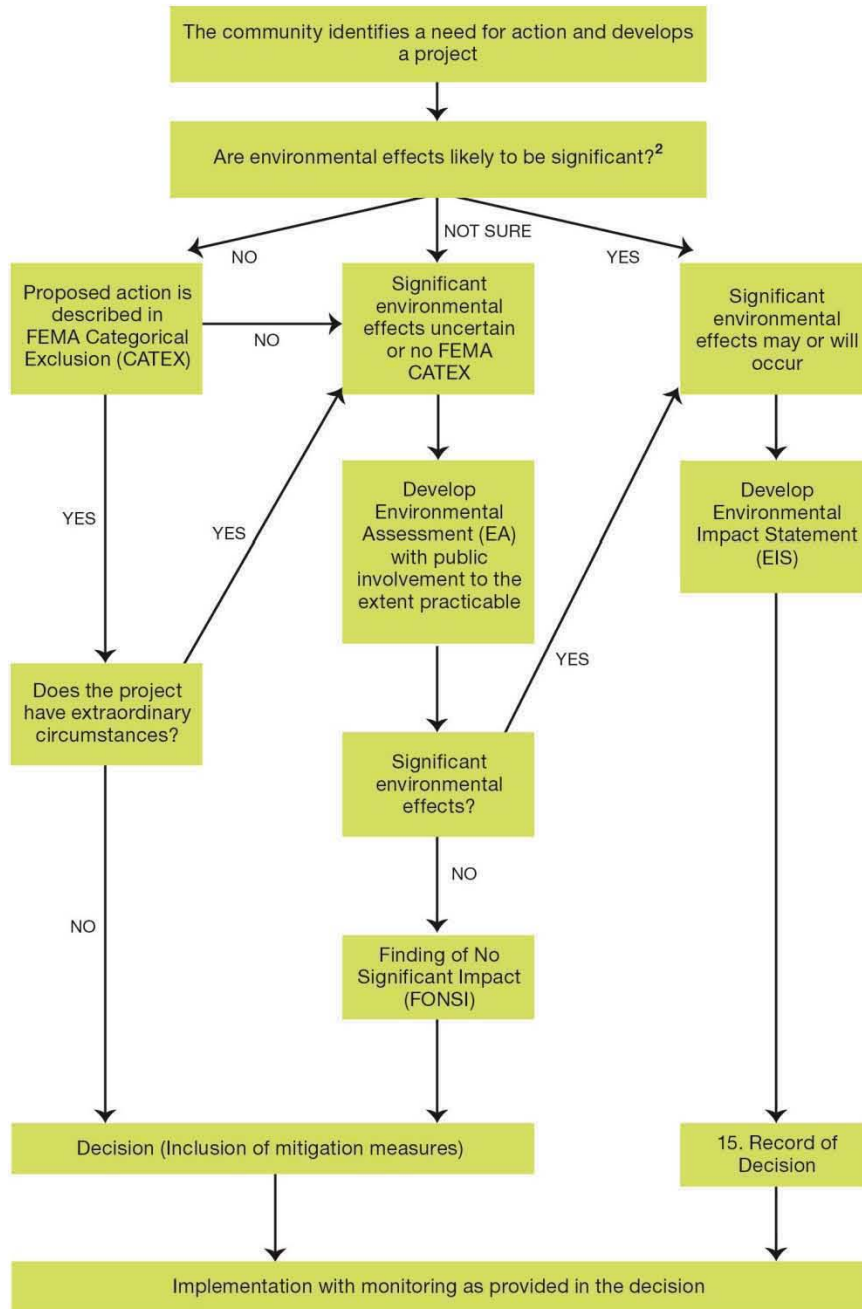 The community identifies a need for action and develops
a project
Are environmental effects likely to be significant?²
NO
NOT SURE
YES
Proposed action is
described in
FEMA Categorical
Exclusion (CATEX)
NO
Significant
environmental
effects uncertain
or no FEMA
CATEX
Significant
environmental
effects may or will
occur
YES
YES
Develop
Environmental
Assessment (EA)
with public
involvement to the
extent practicable
Develop
Environmental
Impact Statement
(EIS)
YES
Does the project
have extraordinary
circumstances?
Significant
environmental
effects?
NO
NO
Finding of No
Significant Impact
(FONSI)
Decision (Inclusion of mitigation measures)
15. Record of
Decision
Implementation with monitoring as provided in the decision